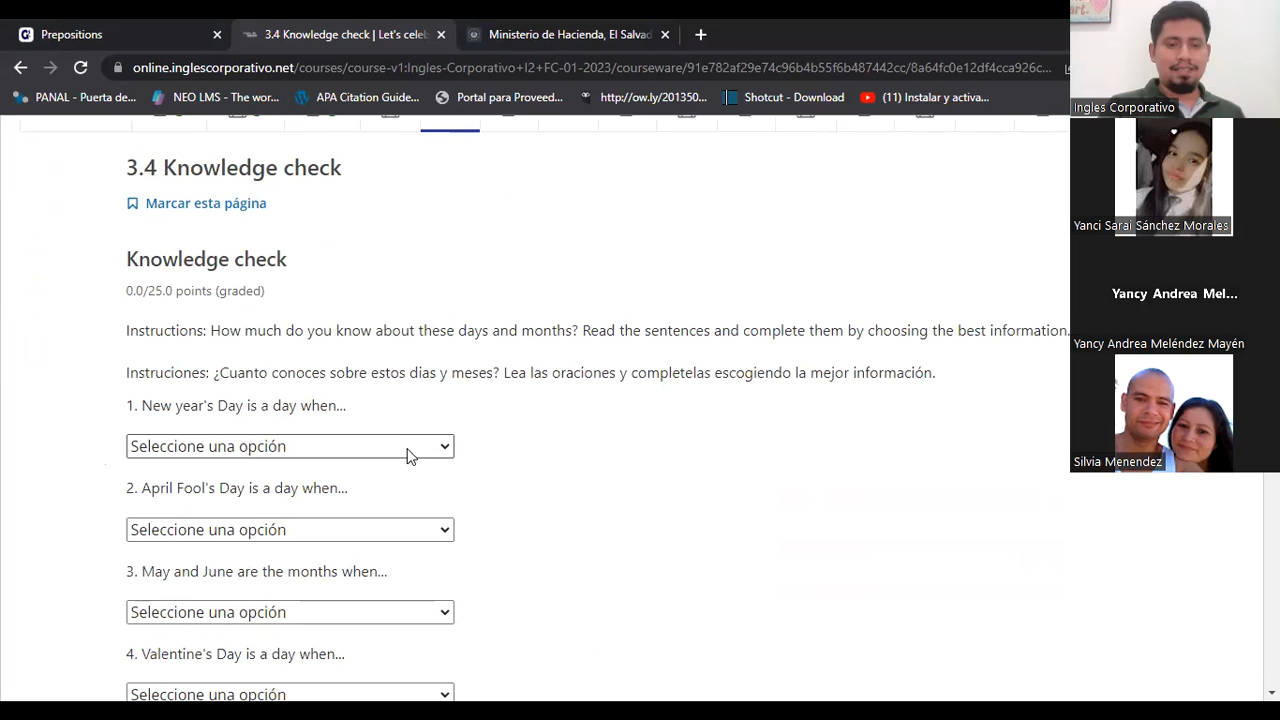 Prepositions
3.4 Knowledge check | Let's celeb
Ministerio de Hacienda, El Salvad
online.inglescorporativo.net/courses/course-v1:Ingles-Corporativo+I2+FC-01-2023/courseware/91e782af29e74c96b4b55f6b487442cc/8a64fc0e12df4cca926c...
PANAL - Puerta de...
NEO LMS - The wor...
APA Citation Guide...
Portal para Proveed...
http://ow.ly/201350...
Shotcut - Download
(11) Instalar y activa...
3.4 Knowledge check
Marcar esta página
Knowledge check
0.0/25.0 points (graded)
Instructions: How much do you know about these days and months? Read the sentences and complete them by choosing the best information.
Instruciones: ¿Cuanto conoces sobre estos dias y meses? Lea las oraciones y completelas escogiendo la mejor información.
1. New year's Day is a day when...
Seleccione una opción
2. April Fool's Day is a day when...
Seleccione una opción
3. May and June are the months when...
Seleccione una opción
4. Valentine's Day is a day when...
Seleccione una opción
Ingles Corporativo
Yanci Sarai Sánchez Morales
Yancy Andrea Mel...
Yancy Andrea Meléndez Mayén
Silvia Menendez